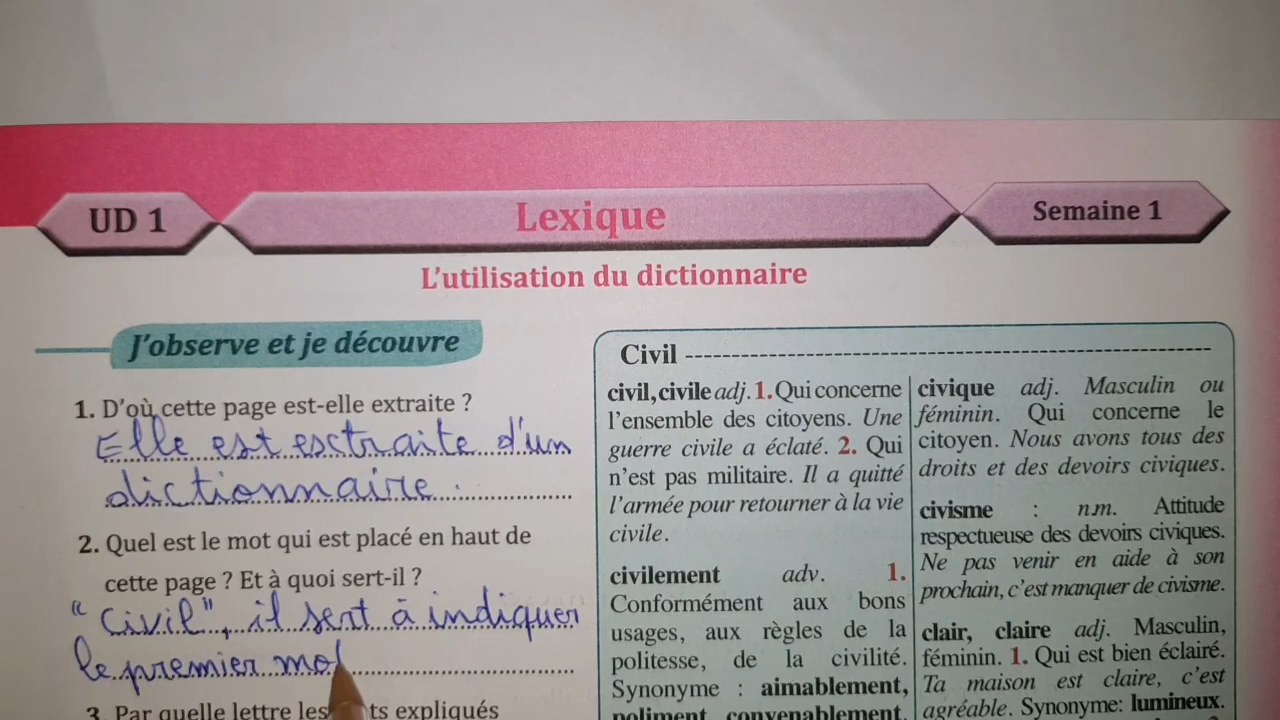 UD 1
Lexique
Semaine 1
L'utilisation du dictionnaire
J'observe et je découvre
1. D'où cette page est-elle extraite ?
Elle est esctraite d'un
dictionnaire.
2. Quel est le mot qui est placé en haut de
cette page ? Et à quoi sert-il ?
"Civil", il sert à indiquer
le premier mot
3. Par quelle lettre les ts expliqués
Civil
civil, civile adj. 1. Qui concerne
l'ensemble des citoyens. Une
guerre civile a éclaté. 2. Qui
n'est pas militaire. Il a quitté
l'armée pour retourner à la vie
civile.
civilement adv. 1.
Conformément aux bons
usages, aux règles de la
politesse, de la civilité.
Synonyme : aimablement,
poliment, convenablement,
civique adj. Masculin ou
féminin. Qui concerne le
citoyen. Nous avons tous des
droits et des devoirs civiques.
civisme : n.m. Attitude
respectueuse des devoirs civiques.
Ne pas venir en aide à son
prochain, c'est manquer de civisme.
clair, claire adj. Masculin,
féminin. 1. Qui est bien éclairé.
Ta maison est claire, c'est
agréable. Synonyme: lumineux.